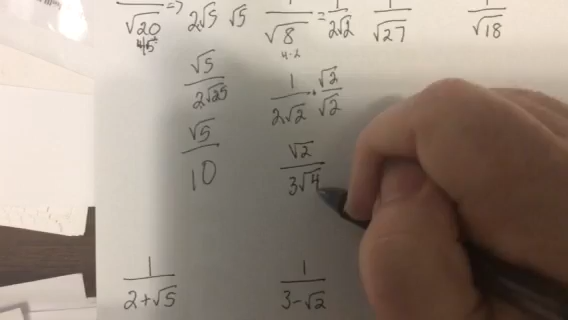 √20 => 2√5 √5 1/√8 = 1/2√2 1/√27 1/√18
4·5 4·2
√5/2√25 1/2√2 · √2/√2
√5/10 √2/3√4
1/2+√5 1/3-√2